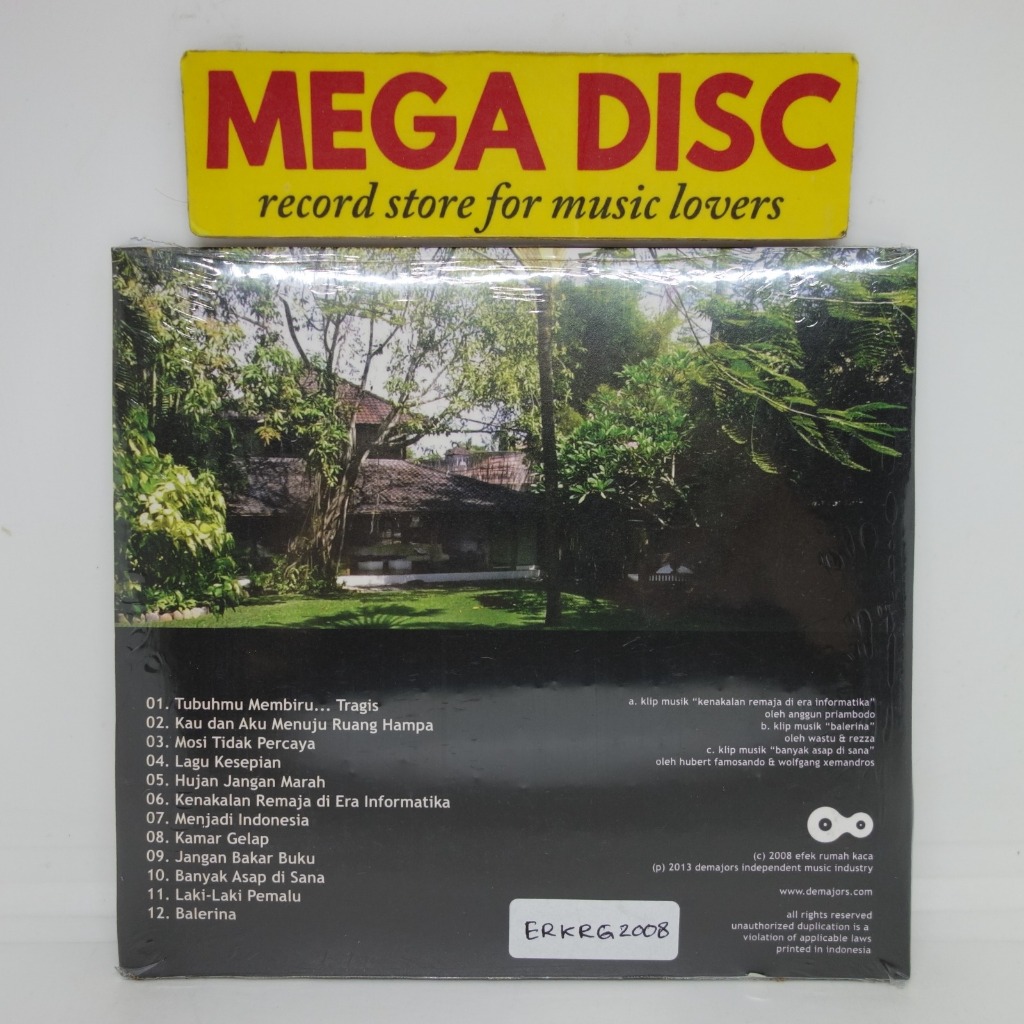 MEGA DISC
record store for music lovers
01. Tubuhmu Membiru... Tragis
02. Kau dan Aku Menuju Ruang Hampa
03. Mosi Tidak Percaya
04. Lagu Kesepian
05. Hujan Jangan Marah
06. Kenakalan Remaja di Era Informatika
07. Menjadi Indonesia
08. Kamar Gelap
09. Jangan Bakar Buku
10. Banyak Asap di Sana
11. Laki-Laki Pemalu
12. Balerina
a. klip musik "kenakalan remaja di era informatika"
oleh anggun priambodo
b. klip musik "balerina"
oleh wastu & rezza
c. klip musik "banyak asap di sana"
oleh hubert famosando & wolfgang xemandros
(c) 2008 efek rumah kaca
(p) 2013 demajors independent music industry
www.demajors.com
all rights reserved
unauthorized duplication is a
violation of applicable laws
printed in indonesia
ERKRG2008